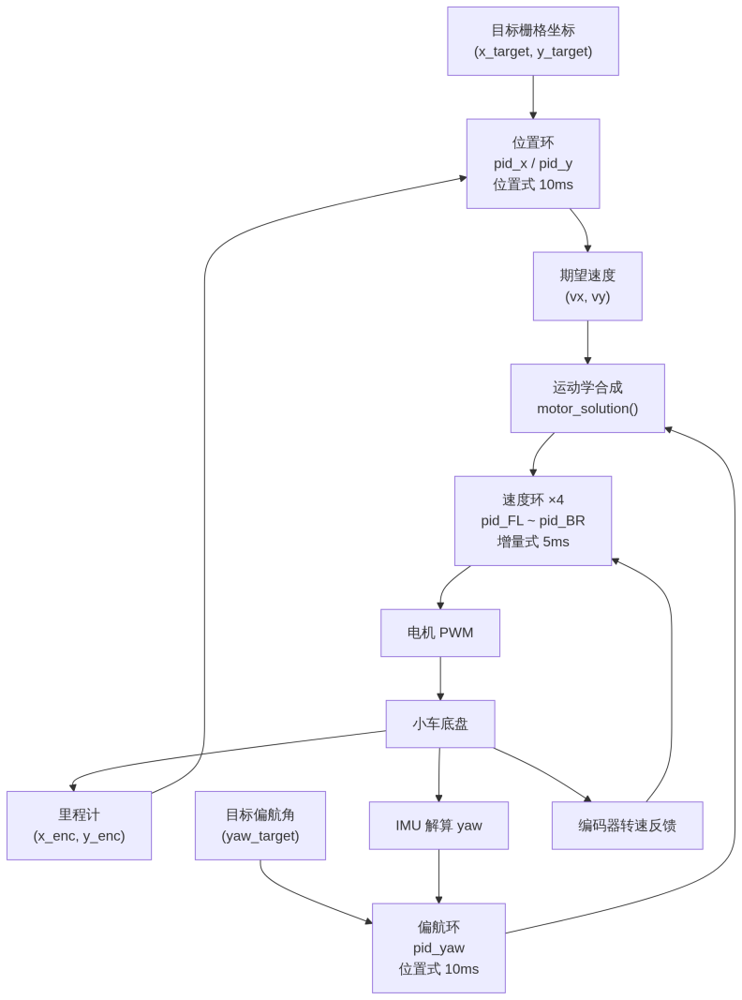 目标栅格坐标
(x_target, y_target)
位置环
pid_x / pid_y
位置式 10ms
期望速度
(vx, vy)
运动学合成
motor_solution()
速度环 ×4
pid_FL ~ pid_BR
增量式 5ms
电机 PWM
小车底盘
里程计
(x_enc, y_enc)
目标偏航角
(yaw_target)
IMU 解算 yaw
编码器转速反馈
偏航环
pid_yaw
位置式 10ms